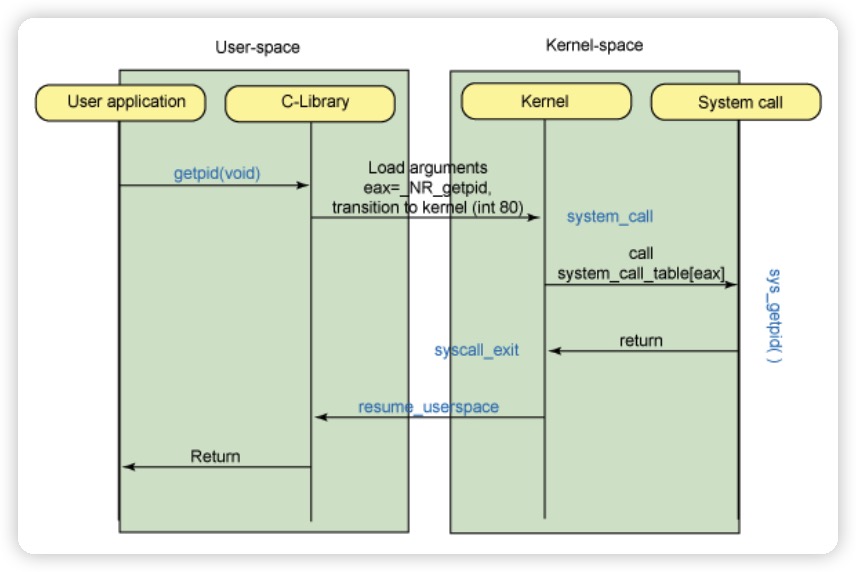 User-space
Kernel-space
User application
C-Library
Kernel
System call
getpid(void)
Load arguments
eax=_NR_getpid,
transition to kernel (int 80)
system_call
call
system_call_table[eax]
sys_getpid( )
return
syscall_exit
resume_userspace
Return